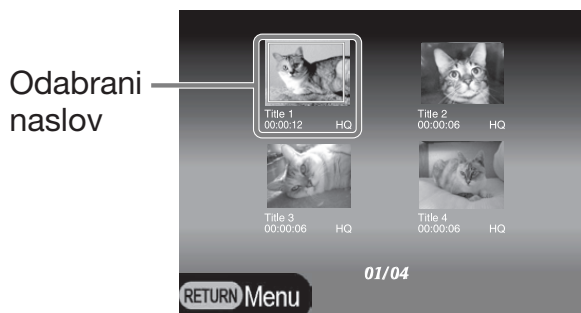 Odabrani
naslov
Title 1
00:00:12 HQ
Title 2
00:00:06 HQ
Title 3
00:00:06 HQ
Title 4
00:00:06 HQ
01/04
RETURN Menu